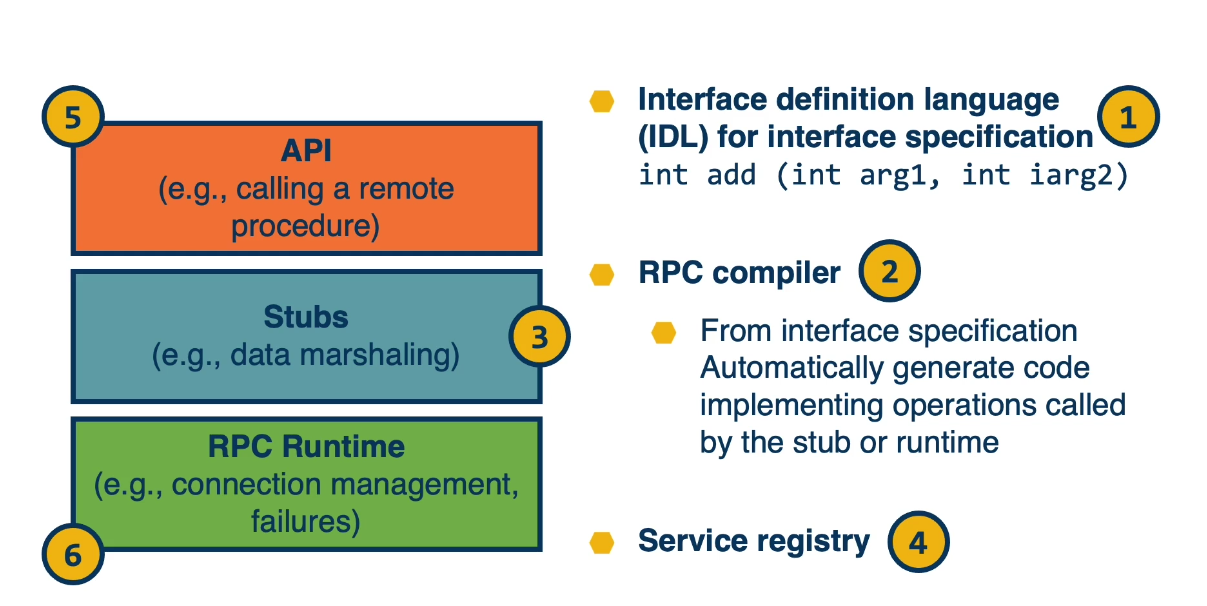 5
API
(e.g., calling a remote
procedure)
Stubs
(e.g., data marshaling)
3
RPC Runtime
(e.g., connection management,
failures)
6
Interface definition language
(IDL) for interface specification
1
int add (int arg1, int iarg2)
RPC compiler
2
From interface specification
Automatically generate code
implementing operations called
by the stub or runtime
Service registry
4